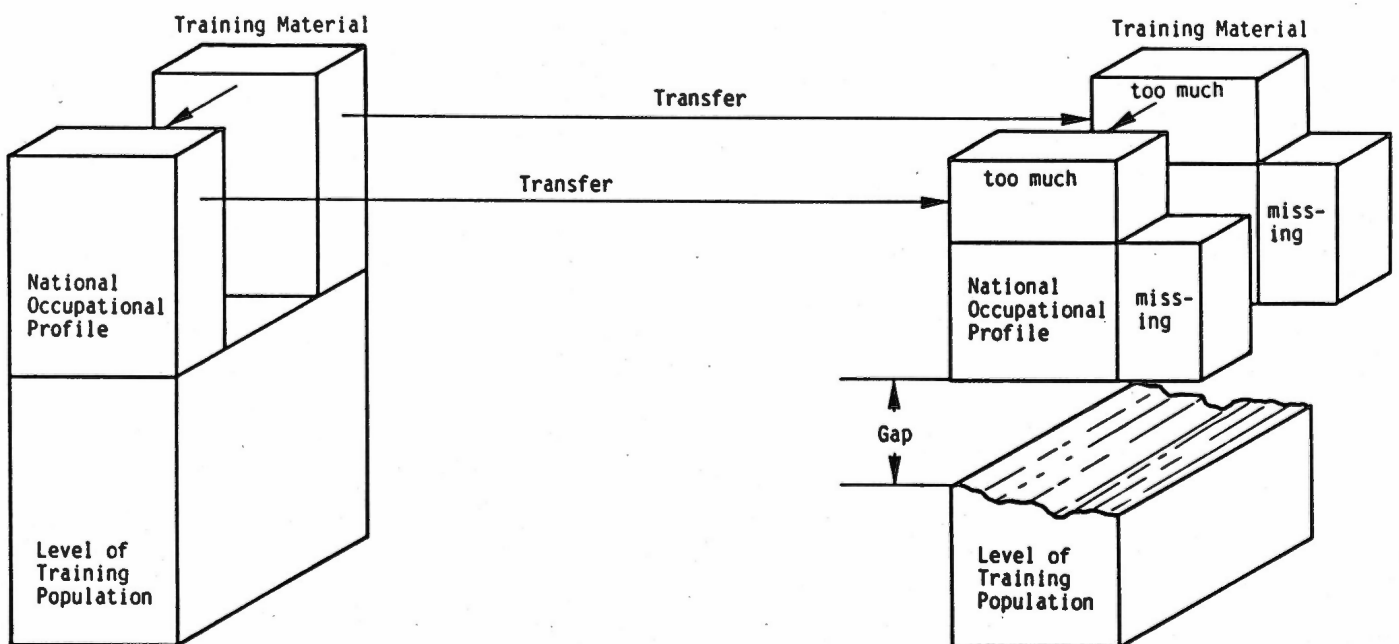 Training Material
National
Occupational
Profile
Level of
Training
Population
Transfer
Transfer
Training Material
too much
too much
miss-
ing
National
Occupational
Profile
miss-
ing
Gap
Level of
Training
Population